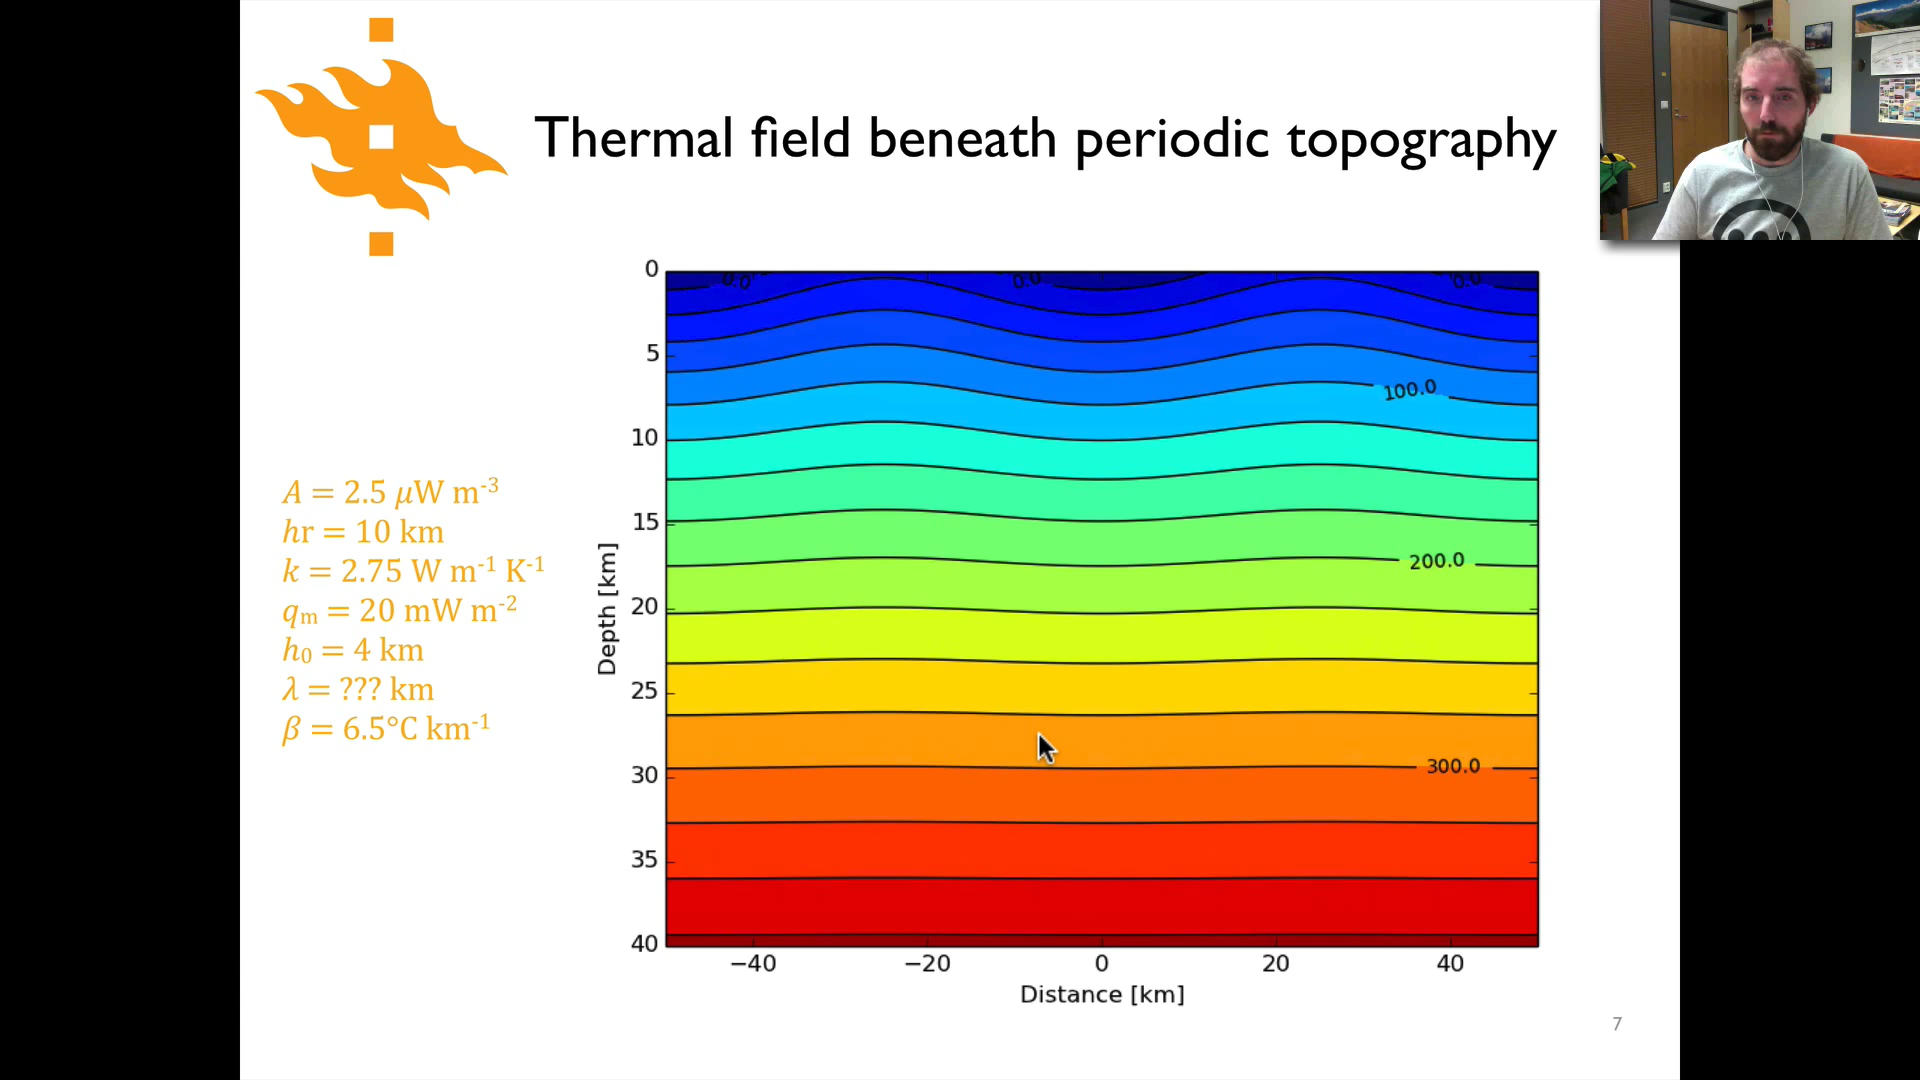 Thermal field beneath periodic topography
A = 2.5 μW m-3
hr = 10 km
k = 2.75 W m-1 K-1
qm = 20 mW m-2
h0 = 4 km
λ = ??? km
β = 6.5°C km-1
0
5
10
15
20
25
30
35
40
Depth [km]
0.0
0.0
0.0
100.0
200.0
300.0
−40
−20
0
20
40
Distance [km]
7